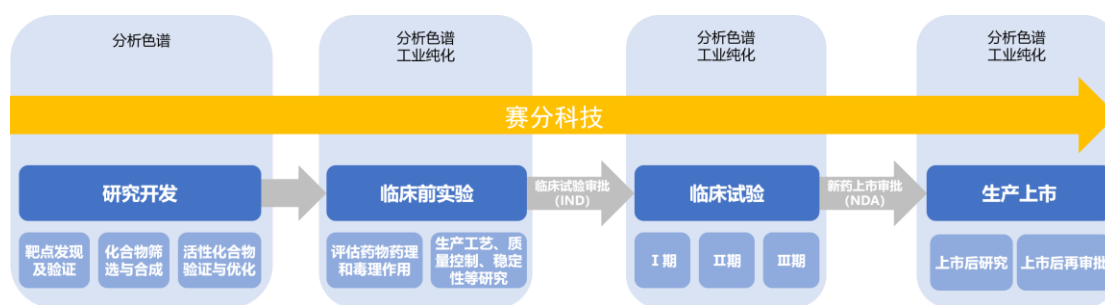 分析色谱
分析色谱
工业纯化
分析色谱
工业纯化
分析色谱
工业纯化
赛分科技
研究开发
临床前实验
临床试验审批
(IND)
临床试验
新药上市审批
(NDA)
生产上市
靶点发现
及验证
化合物筛
选与合成
活性化合物
验证与优化
评估药物药理
和毒理作用
生产工艺、质
量控制、稳定
性等研究
Ⅰ期
Ⅱ期
Ⅲ期
上市后研究
上市后再审批